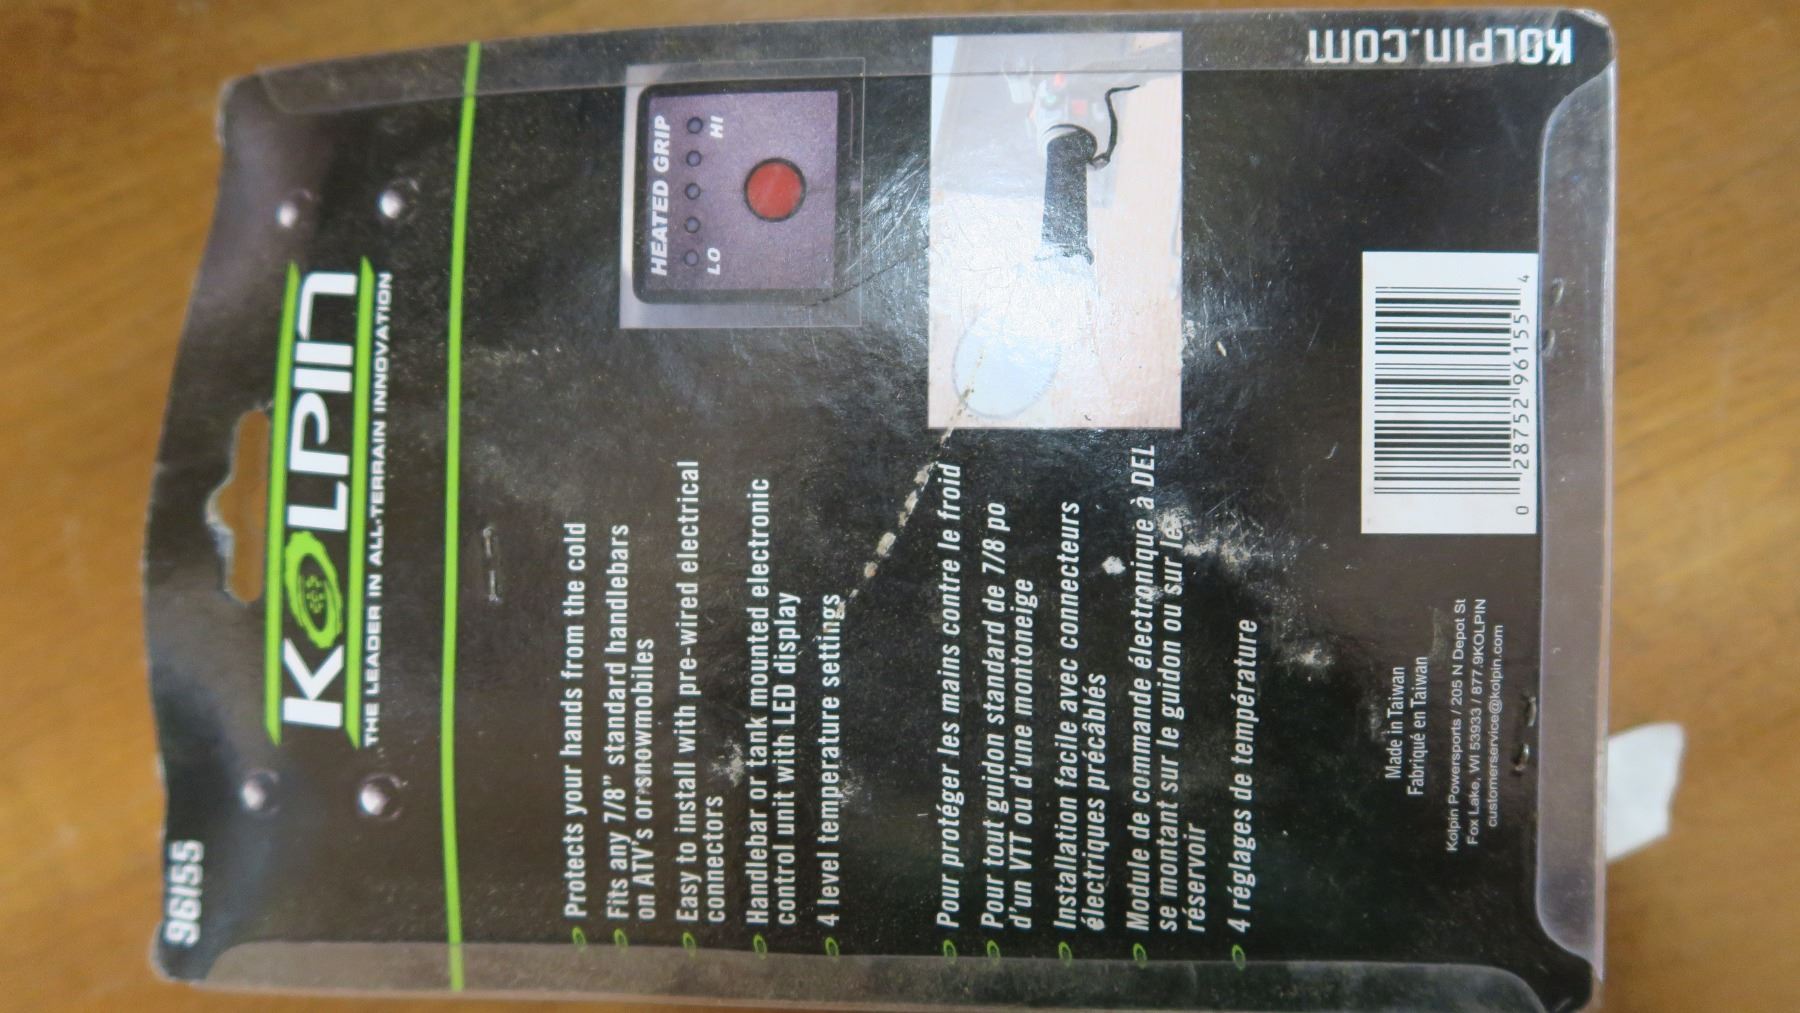 96155
KOLPIN
THE LEADER IN ALL-TERRAIN INNOVATION
Protects your hands from the cold
Fits any 7/8" standard handlebars
on ATV's or snowmobiles
Easy to install with pre-wired electrical
connectors
Handlebar or tank mounted electronic
control unit with LED display
4 level temperature settings
HEATED GRIP
LO HI
Pour protéger les mains contre le froid
Pour tout guidon standard de 7/8 po
d'un VTT ou d'une montoneige
Installation facile avec connecteurs
électriques précâblés
Module de commande électronique à DEL
se montant sur le guidon ou sur le
réservoir
4 réglages de température
Made in Taiwan
Fabriqué en Taiwan
Kolpin Powersports / 205 N Depot St
Fox Lake, WI 53933 / 877.9KOLPIN
customerservice@kolpin.com
0 28752 96155 4
KOLPIN.COM